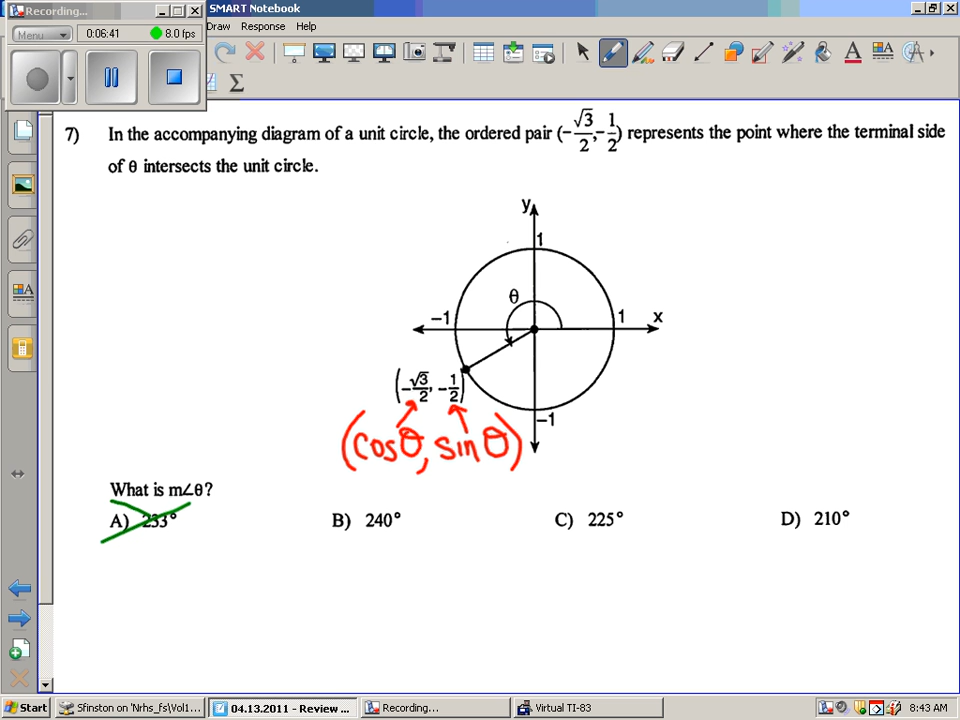 Recording...
SMART Notebook
Menu
0:06:41
8.0 fps
Draw Response Help
7) In the accompanying diagram of a unit circle, the ordered pair (-√3/2, -1/2) represents the point where the terminal side
of θ intersects the unit circle.
y
1
θ
-1
1
x
(-√3/2, -1/2)
-1
(cosθ, sinθ)
What is m∠θ?
A) 233°
B) 240°
C) 225°
D) 210°
Start
Sfinston on 'Nrhs_fs\Vol1...
04.13.2011 - Review ...
Recording...
Virtual TI-83
8:43 AM